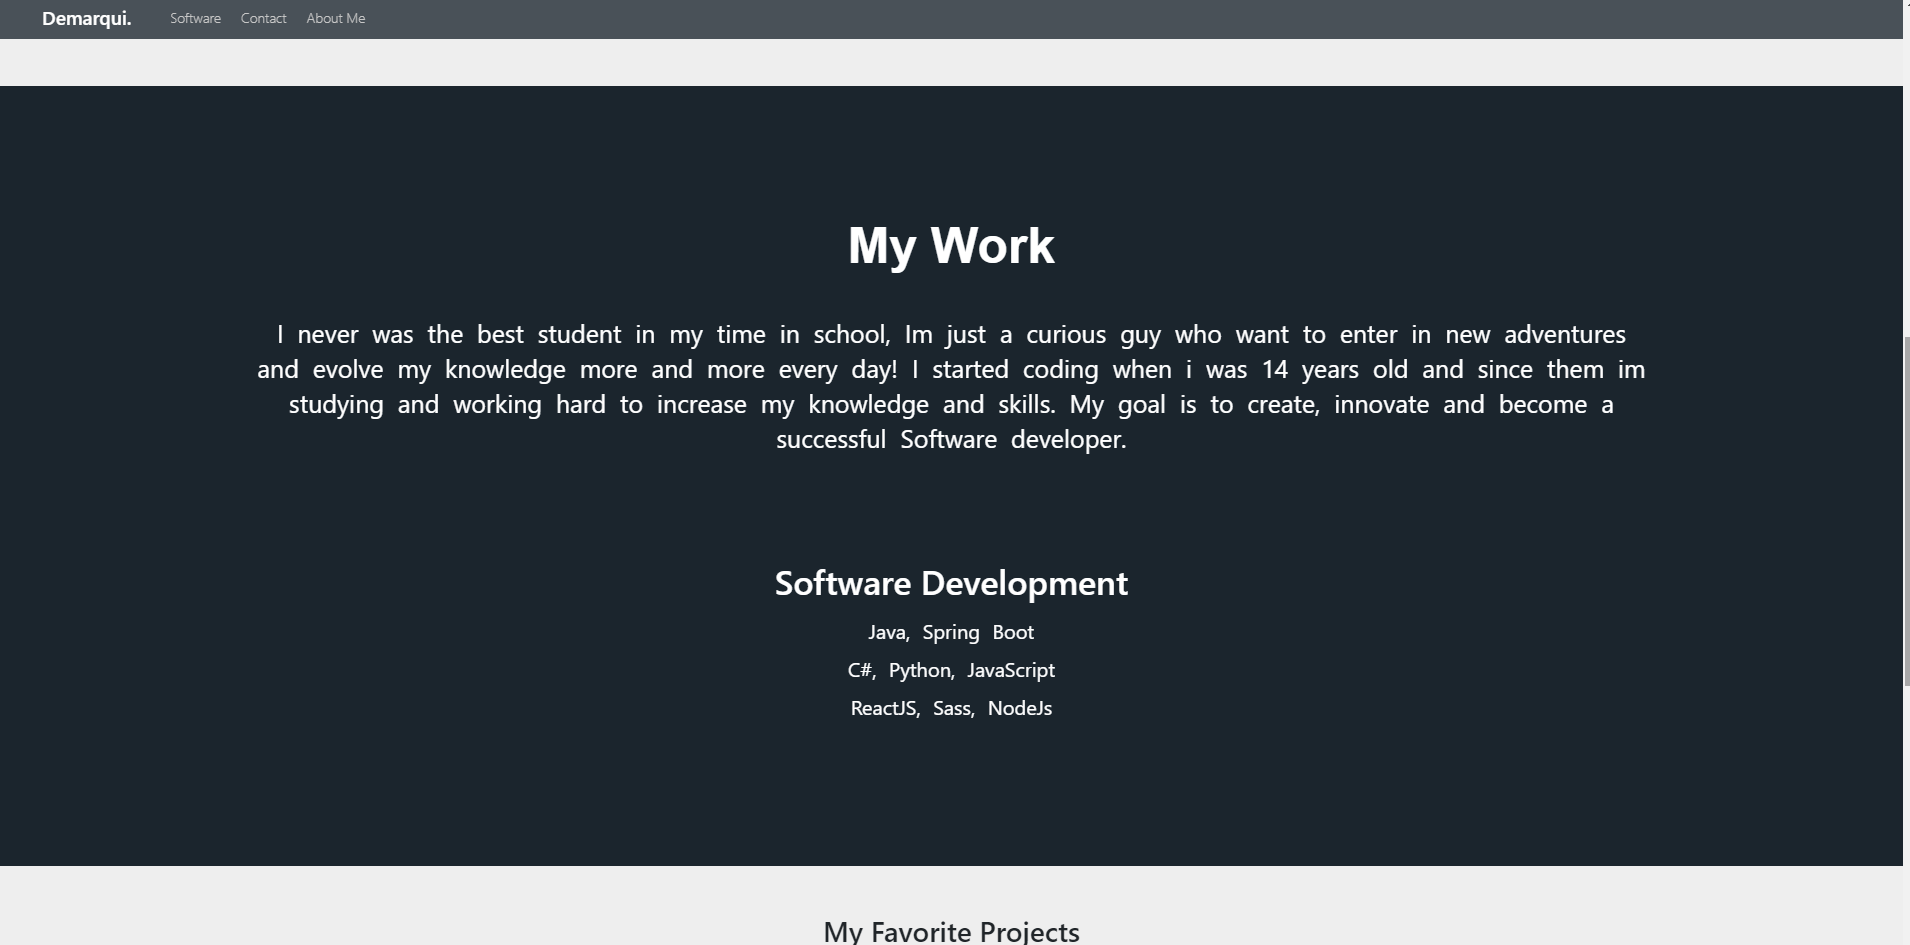 Demarqui. Software Contact About Me
My Work
I never was the best student in my time in school, Im just a curious guy who want to enter in new adventures
and evolve my knowledge more and more every day! I started coding when i was 14 years old and since them im
studying and working hard to increase my knowledge and skills. My goal is to create, innovate and become a
successful Software developer.
Software Development
Java, Spring Boot
C#, Python, JavaScript
ReactJS, Sass, NodeJs
My Favorite Projects